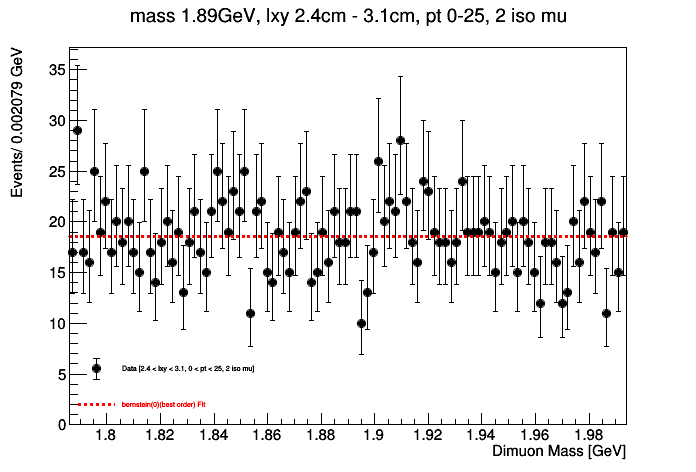 mass 1.89GeV, lxy 2.4cm - 3.1cm, pt 0-25, 2 iso mu
Events/ 0.002079 GeV
35
30
25
20
15
10
5
0
Data [2.4 < lxy < 3.1, 0 < pt < 25, 2 iso mu]
bernstein(0)(best order) Fit
1.8 1.82 1.84 1.86 1.88 1.9 1.92 1.94 1.96 1.98
Dimuon Mass [GeV]